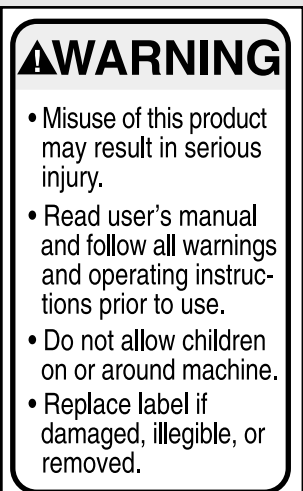 ⚠WARNING
• Misuse of this product
may result in serious
injury.
• Read user's manual
and follow all warnings
and operating instruc-
tions prior to use.
• Do not allow children
on or around machine.
• Replace label if
damaged, illegible, or
removed.